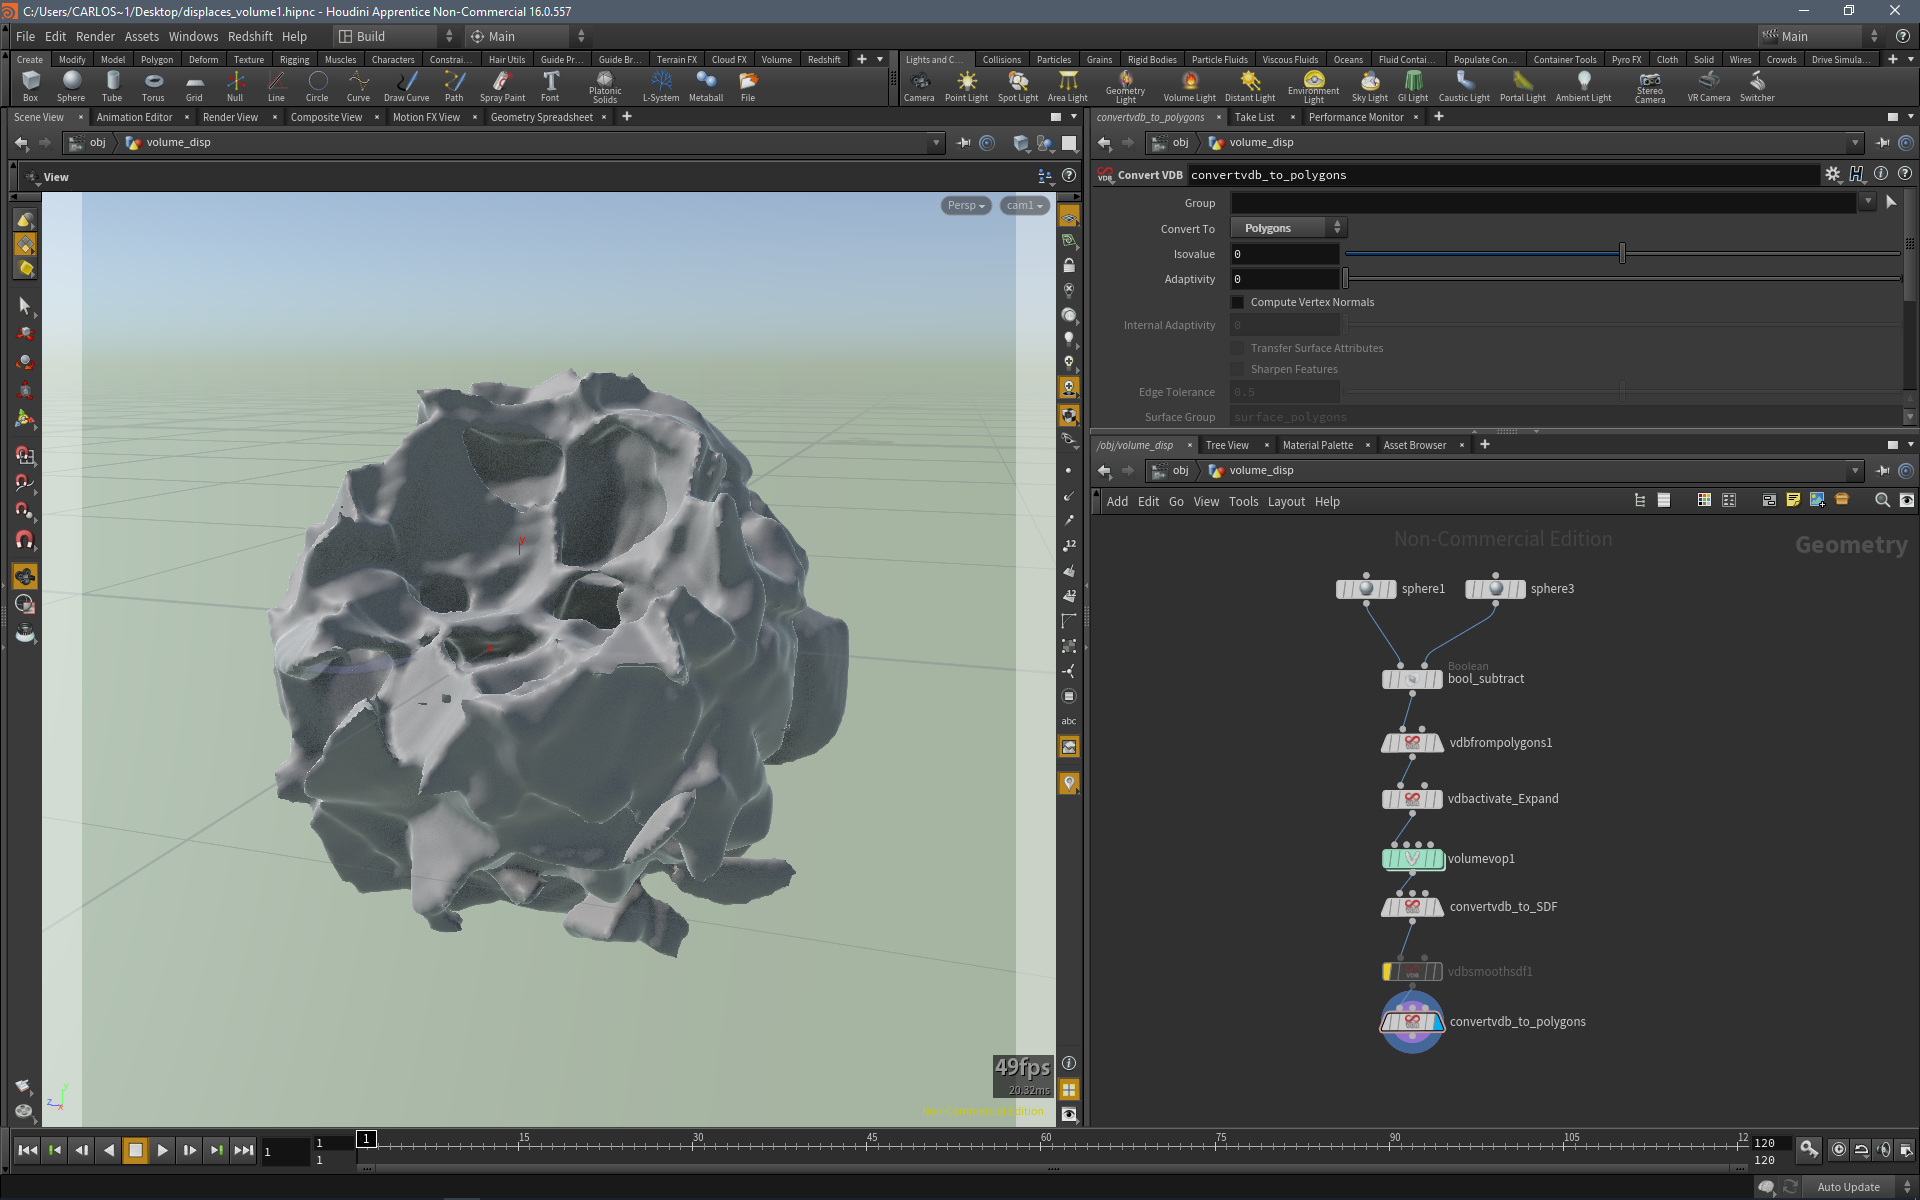 C:/Users/CARLOS~1/Desktop/displaces_volume1.hipnc - Houdini Apprentice Non-Commercial 16.0.557
File Edit Render Assets Windows Redshift Help Build Main Main
Create Modify Model Polygon Deform Texture Rigging Muscles Characters Constrai... Hair Utils Guide Pr... Guide Br... Terrain FX Cloud FX Volume Redshift
Lights and C... Collisions Particles Grains Rigid Bodies Particle Fluids Viscous Fluids Oceans Fluid Contai... Populate Con... Container Tools Pyro FX Cloth Solid Wires Crowds Drive Simula...
Box Sphere Tube Torus Grid Null Line Circle Curve Draw Curve Path Spray Paint Font Platonic Solids L-System Metaball File
Camera Point Light Spot Light Area Light Geometry Light Volume Light Distant Light Environment Light Sky Light GI Light Caustic Light Portal Light Ambient Light Stereo Camera VR Camera Switcher
Scene View Animation Editor Render View Composite View Motion FX View Geometry Spreadsheet
obj volume_disp
View
Persp cam1
y
12
12
abc
49fps
20.32ms
Non-Commercial Edition
y
z x
convertvdb_to_polygons Take List Performance Monitor
obj volume_disp
VDB Convert VDB convertvdb_to_polygons
Group
Convert To Polygons
Isovalue 0
Adaptivity 0
Compute Vertex Normals
Internal Adaptivity 0
Transfer Surface Attributes
Sharpen Features
Edge Tolerance 0.5
Surface Group surface_polygons
/obj/volume_disp Tree View Material Palette Asset Browser
obj volume_disp
Add Edit Go View Tools Layout Help
Non-Commercial Edition
Geometry
sphere1 sphere3
Boolean
bool_subtract
vdbfrompolygons1
vdbactivate_Expand
volumevop1
convertvdb_to_SDF
vdbsmoothsdf1
convertvdb_to_polygons
1 1 1 1 15 30 45 60 75 90 105 12 120
120
Auto Update